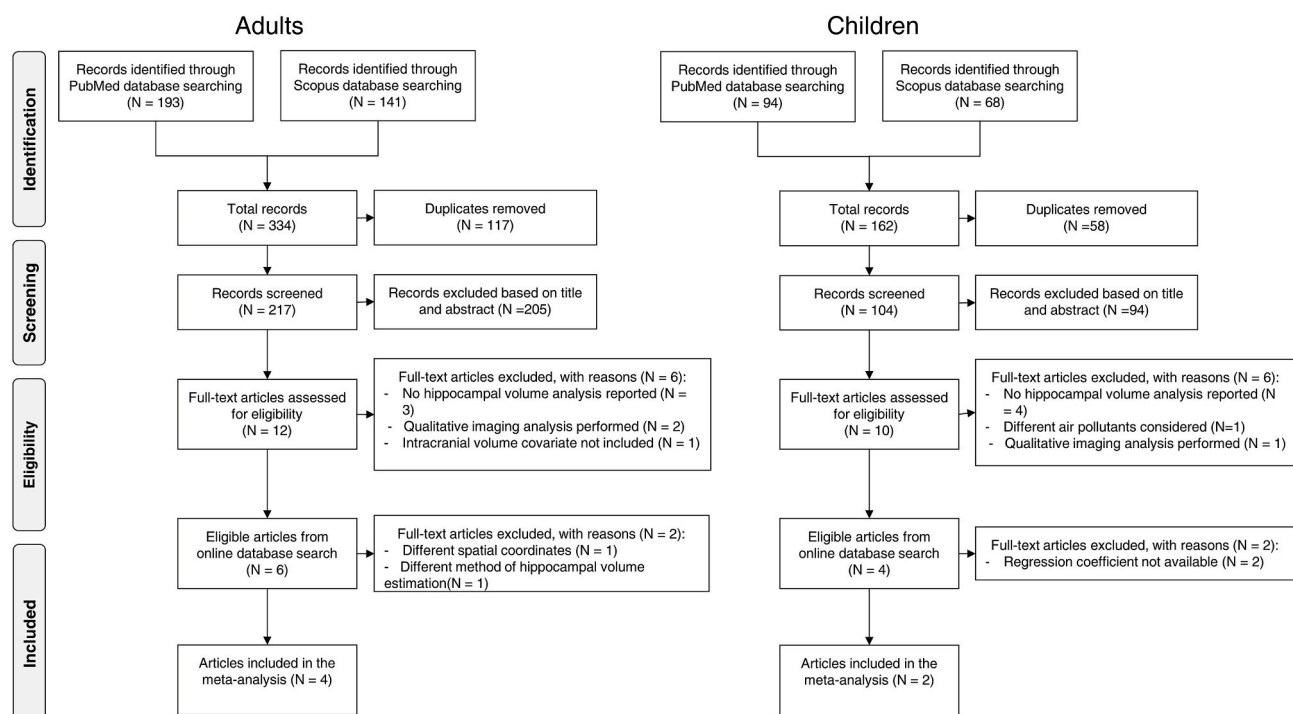 Adults
Children
Identification
Screening
Eligibility
Included
Records identified through
PubMed database searching
(N = 193)
Records identified through
Scopus database searching
(N = 141)
Total records
(N = 334)
Duplicates removed
(N = 117)
Records screened
(N = 217)
Records excluded based on title
and abstract (N =205)
Full-text articles assessed
for eligibility
(N = 12)
Full-text articles excluded, with reasons (N = 6):
- No hippocampal volume analysis reported (N =
3)
- Qualitative imaging analysis performed (N = 2)
- Intracranial volume covariate not included (N = 1)
Eligible articles from
online database search
(N = 6)
Full-text articles excluded, with reasons (N = 2):
- Different spatial coordinates (N = 1)
- Different method of hippocampal volume
estimation(N = 1)
Articles included in the
meta-analysis (N = 4)
Records identified through
PubMed database searching
(N = 94)
Records identified through
Scopus database searching
(N = 68)
Total records
(N = 162)
Duplicates removed
(N =58)
Records screened
(N = 104)
Records excluded based on title
and abstract (N =94)
Full-text articles assessed
for eligibility
(N = 10)
Full-text articles excluded, with reasons (N = 6):
- No hippocampal volume analysis reported (N
= 4)
- Different air pollutants considered (N=1)
- Qualitative imaging analysis performed (N = 1)
Eligible articles from
online database search
(N = 4)
Full-text articles excluded, with reasons (N = 2):
- Regression coefficient not available (N = 2)
Articles included in the
meta-analysis (N = 2)